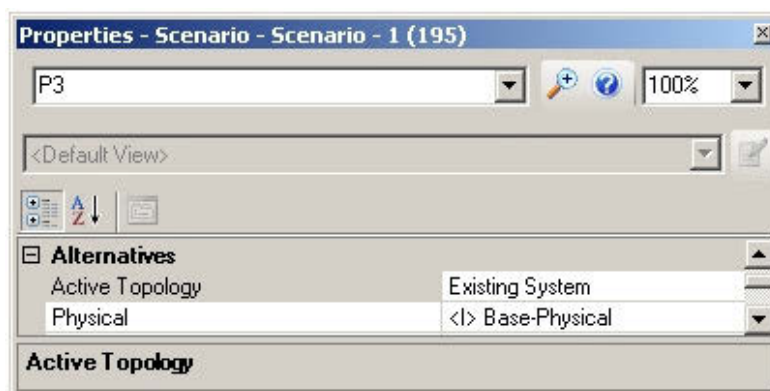 Properties - Scenario - Scenario - 1 (195)
P3 100%
<Default View>
Alternatives
Active Topology Existing System
Physical <I> Base-Physical
Active Topology